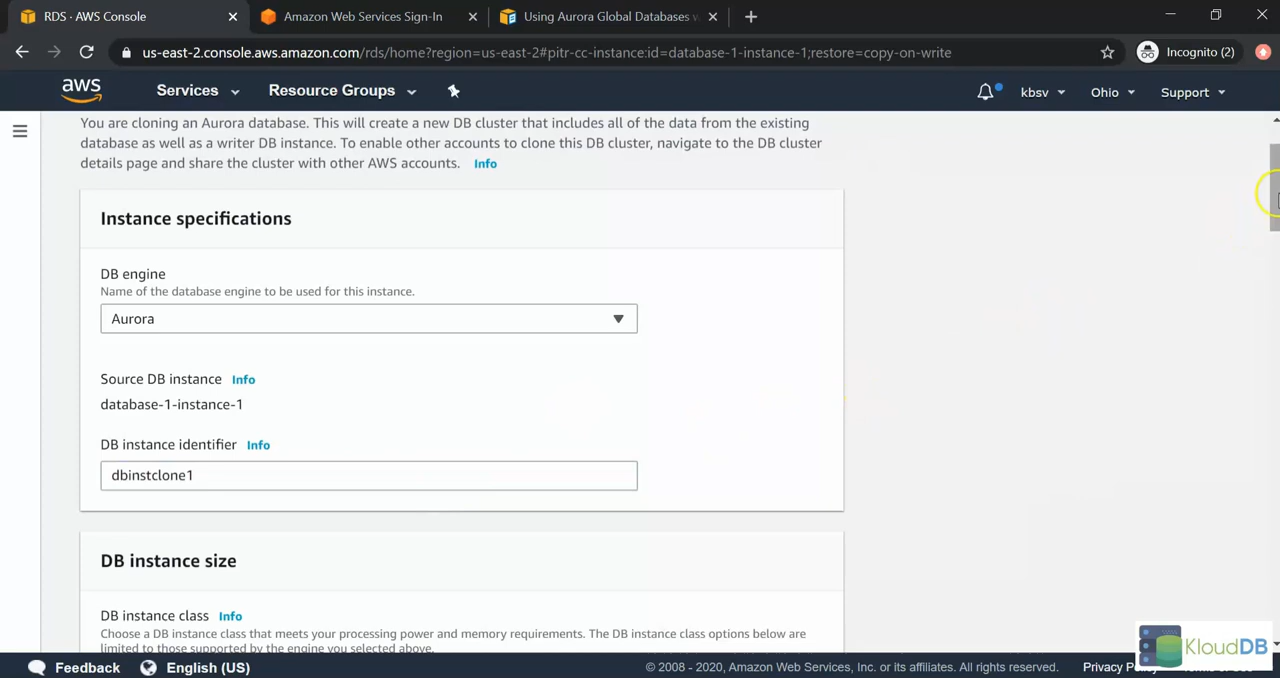 RDS · AWS Console
Amazon Web Services Sign-In
Using Aurora Global Databases
us-east-2.console.aws.amazon.com/rds/home?region=us-east-2#pitr-cc-instance:id=database-1-instance-1;restore=copy-on-write
Incognito (2)
aws
Services
Resource Groups
kbsv
Ohio
Support
You are cloning an Aurora database. This will create a new DB cluster that includes all of the data from the existing
database as well as a writer DB instance. To enable other accounts to clone this DB cluster, navigate to the DB cluster
details page and share the cluster with other AWS accounts. Info
Instance specifications
DB engine
Name of the database engine to be used for this instance.
Aurora
Source DB instance Info
database-1-instance-1
DB instance identifier Info
dbinstclone1
DB instance size
DB instance class Info
Choose a DB instance class that meets your processing power and memory requirements. The DB instance class options below are
limited to those supported by the engine you selected above.
KloudDB
Feedback
English (US)
© 2008 - 2020, Amazon Web Services, Inc. or its affiliates. All rights reserved.
Privacy